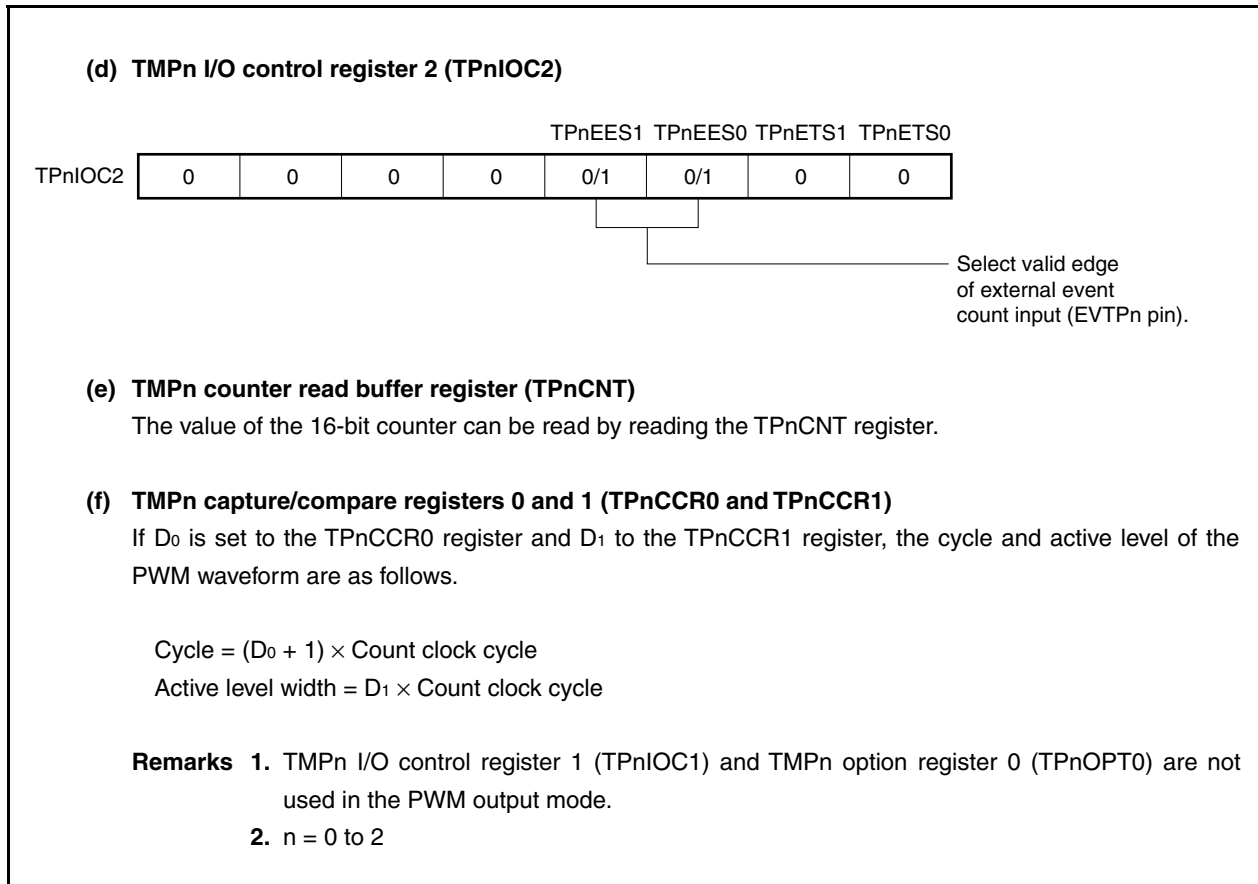 (d) TMPn I/O control register 2 (TPnIOC2)
TPnEES1 TPnEES0 TPnETS1 TPnETS0
TPnIOC2 0 0 0 0 0/1 0/1 0 0
Select valid edge
of external event
count input (EVTPn pin).
(e) TMPn counter read buffer register (TPnCNT)
The value of the 16-bit counter can be read by reading the TPnCNT register.
(f) TMPn capture/compare registers 0 and 1 (TPnCCR0 and TPnCCR1)
If D0 is set to the TPnCCR0 register and D1 to the TPnCCR1 register, the cycle and active level of the
PWM waveform are as follows.
Cycle = (D0 + 1) × Count clock cycle
Active level width = D1 × Count clock cycle
Remarks 1. TMPn I/O control register 1 (TPnIOC1) and TMPn option register 0 (TPnOPT0) are not
used in the PWM output mode.
2. n = 0 to 2